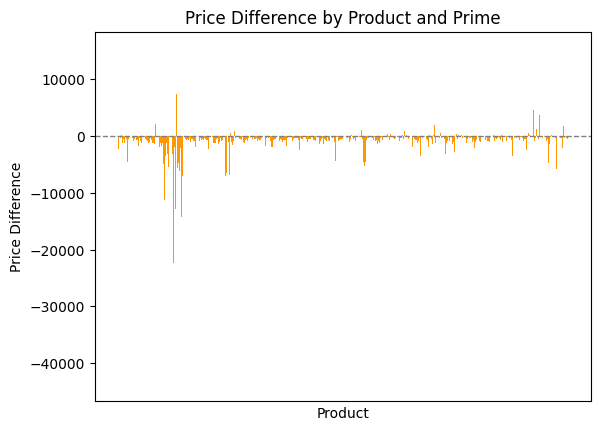 Price Difference by Product and Prime
10000
0
−10000
−20000
−30000
−40000
Price Difference
Product